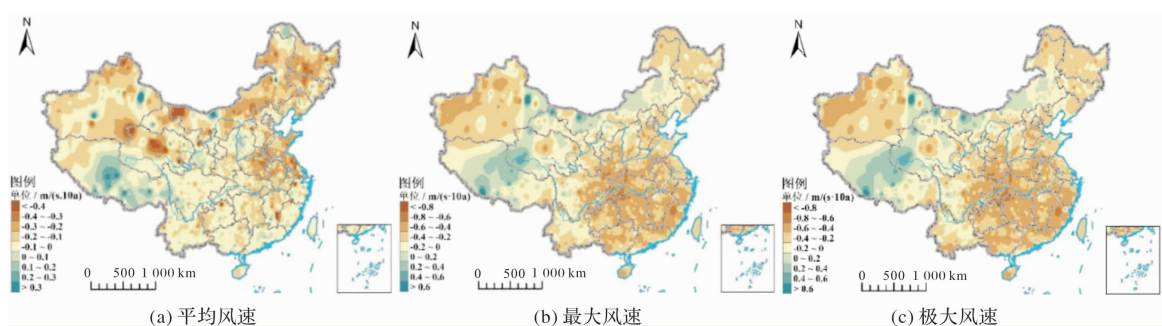 N
图例
单位 / m/(s.10a)
< -0.4
-0.4 ~ -0.3
-0.3 ~ -0.2
-0.2 ~ -0.1
-0.1 ~ 0
0 ~ 0.1
0.1 ~ 0.2
0.2 ~ 0.3
> 0.3
0 500 1 000 km
(a) 平均风速
N
图例
单位 / m/(s·10a)
< -0.8
-0.8 ~ -0.6
-0.6 ~ -0.4
-0.4 ~ -0.2
-0.2 ~ 0
0 ~ 0.2
0.2 ~ 0.4
0.4 ~ 0.6
> 0.6
0 500 1 000 km
(b) 最大风速
N
图例
单位 / m/(s·10a)
< -0.8
-0.8 ~ -0.6
-0.6 ~ -0.4
-0.4 ~ -0.2
-0.2 ~ 0
0 ~ 0.2
0.2 ~ 0.4
0.4 ~ 0.6
> 0.6
0 500 1 000 km
(c) 极大风速